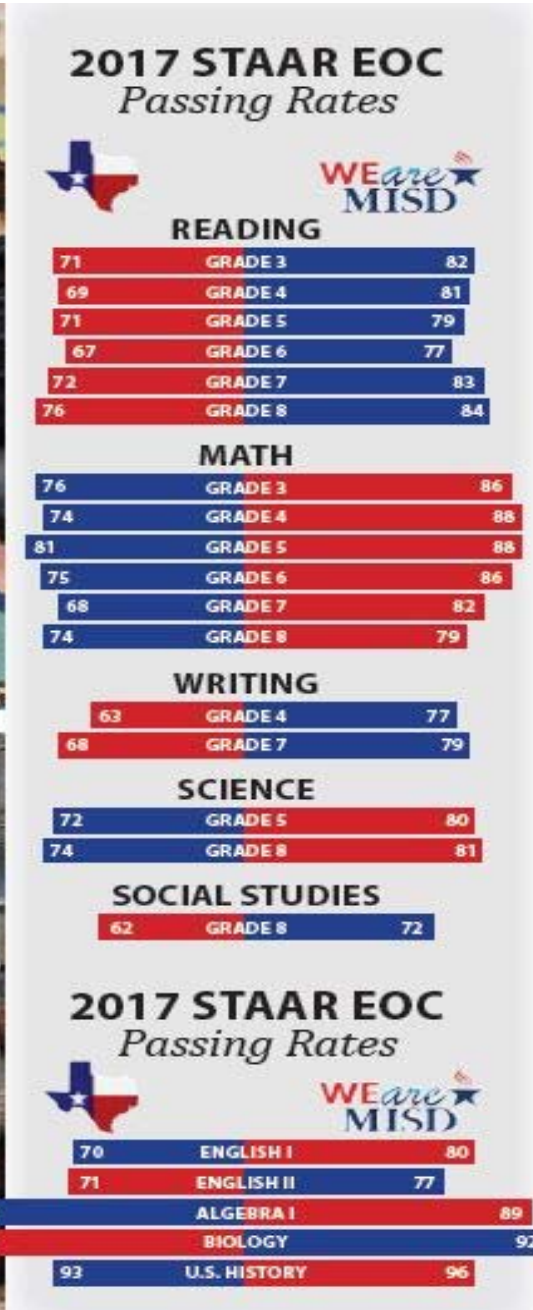 2017 STAAR EOC
Passing Rates
WEare
MISD
READING
71 GRADE 3 82
69 GRADE 4 81
71 GRADE 5 79
67 GRADE 6 77
72 GRADE 7 83
76 GRADE 8 84
MATH
76 GRADE 3 86
74 GRADE 4 88
81 GRADE 5 88
75 GRADE 6 86
68 GRADE 7 82
74 GRADE 8 79
WRITING
63 GRADE 4 77
68 GRADE 7 79
SCIENCE
72 GRADE 5 80
74 GRADE 8 81
SOCIAL STUDIES
62 GRADE 8 72
2017 STAAR EOC
Passing Rates
WEare
MISD
70 ENGLISH I 80
71 ENGLISH II 77
ALGEBRA I 89
BIOLOGY 92
93 U.S. HISTORY 96